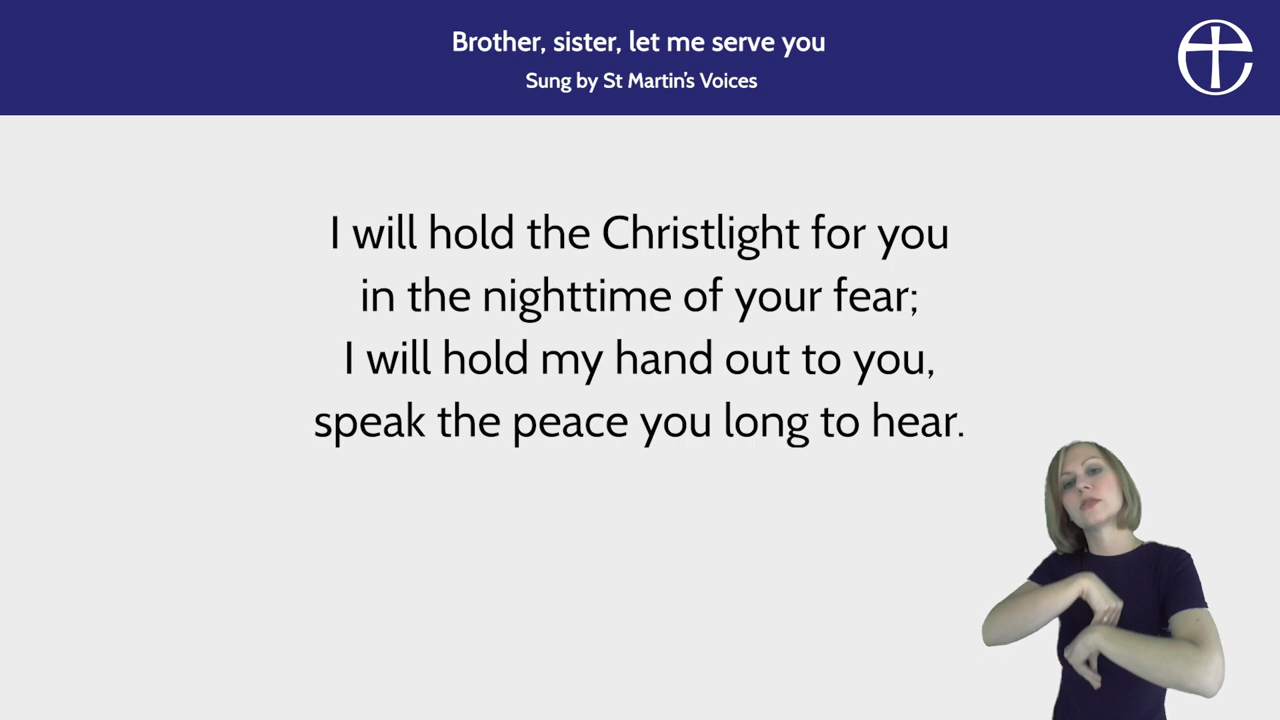 Brother, sister, let me serve you
Sung by St Martin's Voices
I will hold the Christlight for you
in the nighttime of your fear;
I will hold my hand out to you,
speak the peace you long to hear.